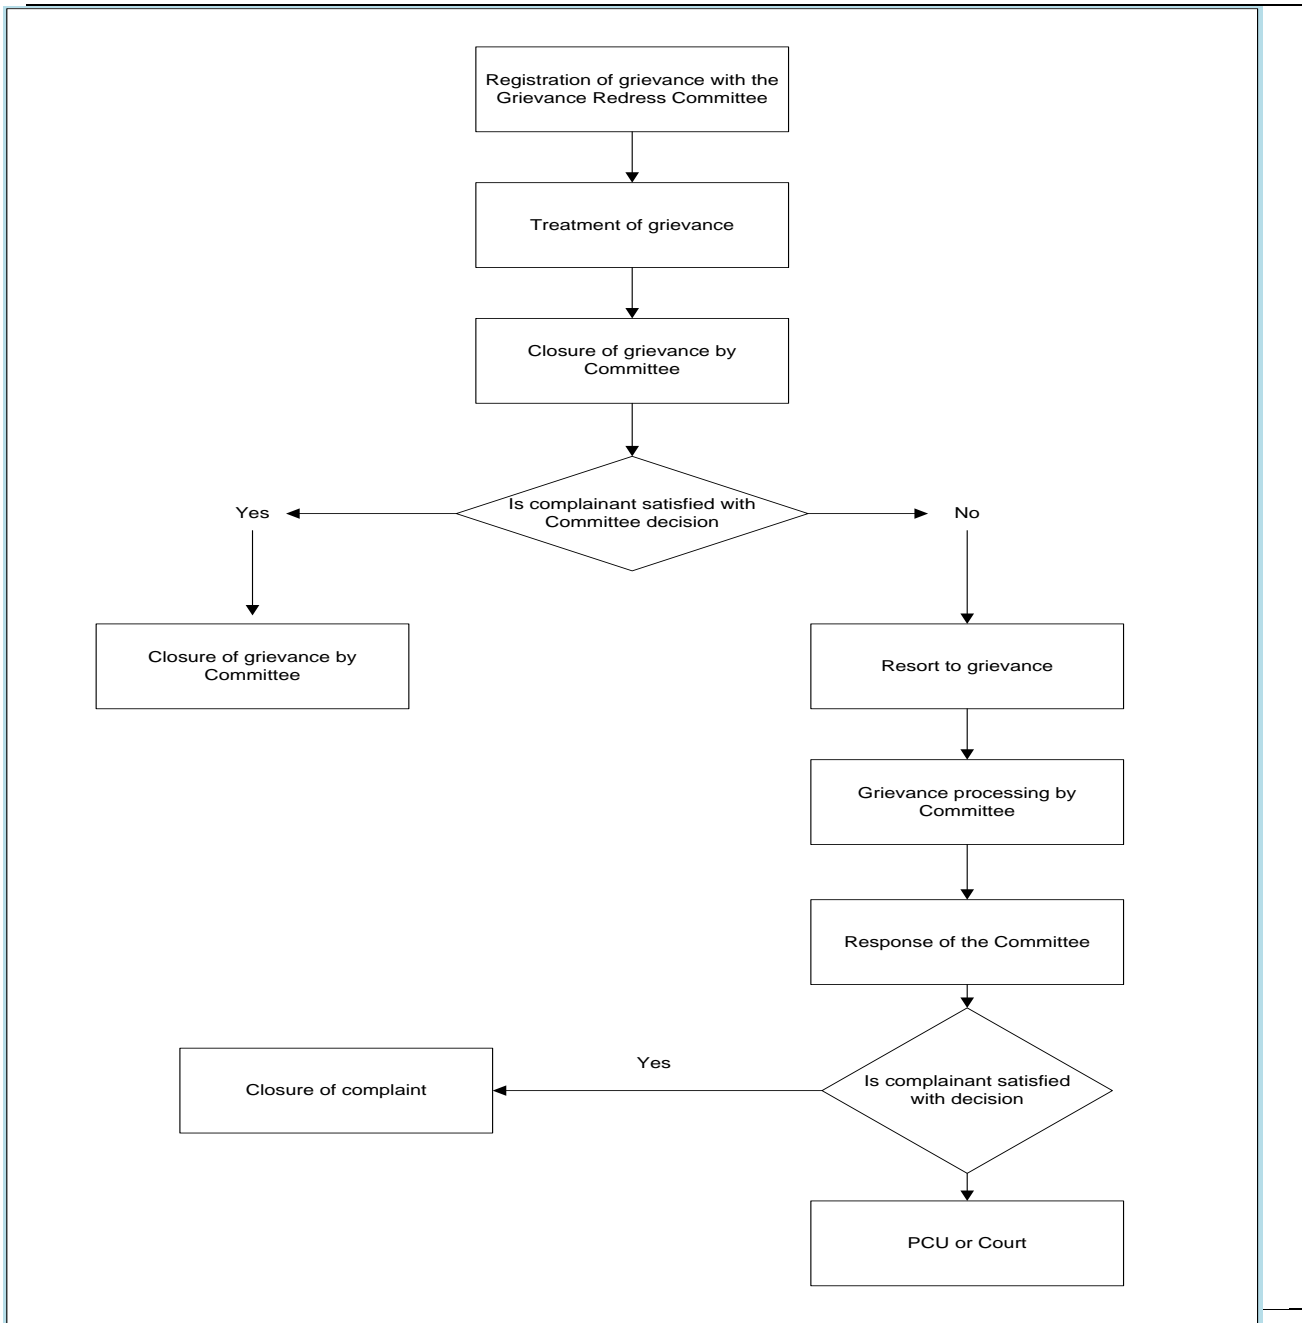 Registration of grievance with the
Grievance Redress Committee
Treatment of grievance
Closure of grievance by
Committee
Is complainant satisfied with
Committee decision
Yes
No
Closure of grievance by
Committee
Resort to grievance
Grievance processing by
Committee
Response of the Committee
Yes
Closure of complaint
Is complainant satisfied
with decision
PCU or Court